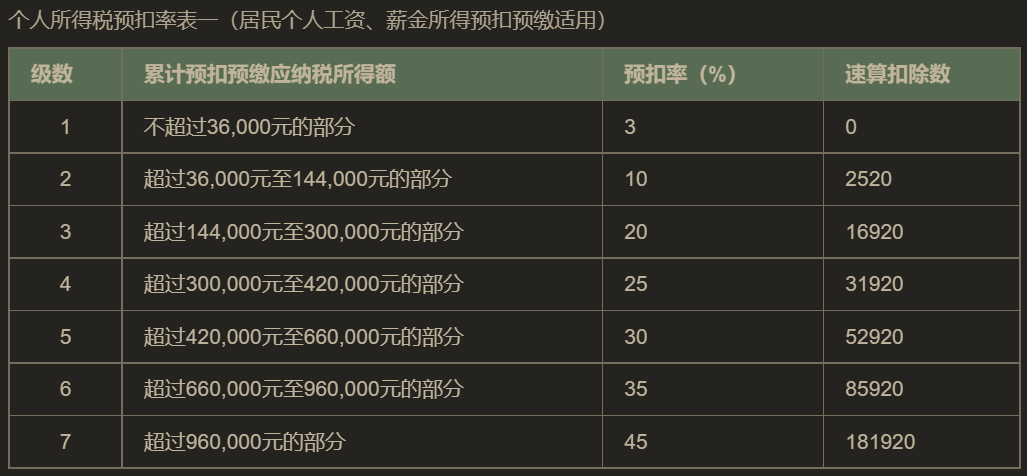 个人所得税预扣率表一（居民个人工资、薪金所得预扣预缴适用）
级数 累计预扣预缴应纳税所得额 预扣率（%） 速算扣除数
1 不超过36,000元的部分 3 0
2 超过36,000元至144,000元的部分 10 2520
3 超过144,000元至300,000元的部分 20 16920
4 超过300,000元至420,000元的部分 25 31920
5 超过420,000元至660,000元的部分 30 52920
6 超过660,000元至960,000元的部分 35 85920
7 超过960,000元的部分 45 181920